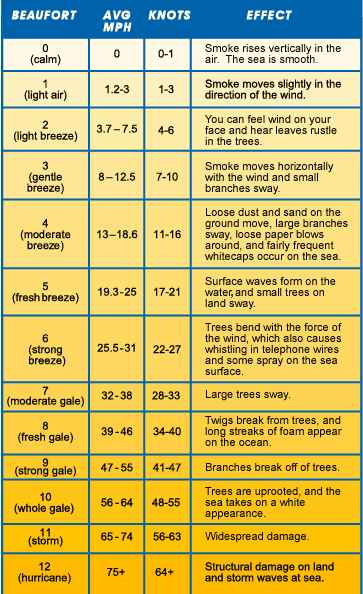 BEAUFORT AVG MPH KNOTS EFFECT
0 (calm) 0 0-1 Smoke rises vertically in the
air. The sea is smooth.
1 (light air) 1.2-3 1-3 Smoke moves slightly in the
direction of the wind.
2 (light breeze) 3.7 – 7.5 4-6 You can feel wind on your
face and hear leaves rustle
in the trees.
3 (gentle breeze) 8 – 12.5 7-10 Smoke moves horizontally
with the wind and small
branches sway.
4 (moderate breeze) 13 – 18.6 11-16 Loose dust and sand on the
ground move, large branches
sway, loose paper blows
around, and fairly frequent
whitecaps occur on the sea.
5 (fresh breeze) 19.3-25 17-21 Surface waves form on the
water, and small trees on
land sway.
6 (strong breeze) 25.5-31 22-27 Trees bend with the force of
the wind, which also causes
whistling in telephone wires
and some spray on the sea
surface.
7 (moderate gale) 32-38 28-33 Large trees sway.
8 (fresh gale) 39 - 46 34-40 Twigs break from trees, and
long streaks of foam appear
on the ocean.
9 (strong gale) 47 - 55 41-47 Branches break off of trees.
10 (whole gale) 56 - 64 48-55 Trees are uprooted, and the
sea takes on a white
appearance.
11 (storm) 65 - 74 56-63 Widespread damage.
12 (hurricane) 75+ 64+ Structural damage on land
and storm waves at sea.